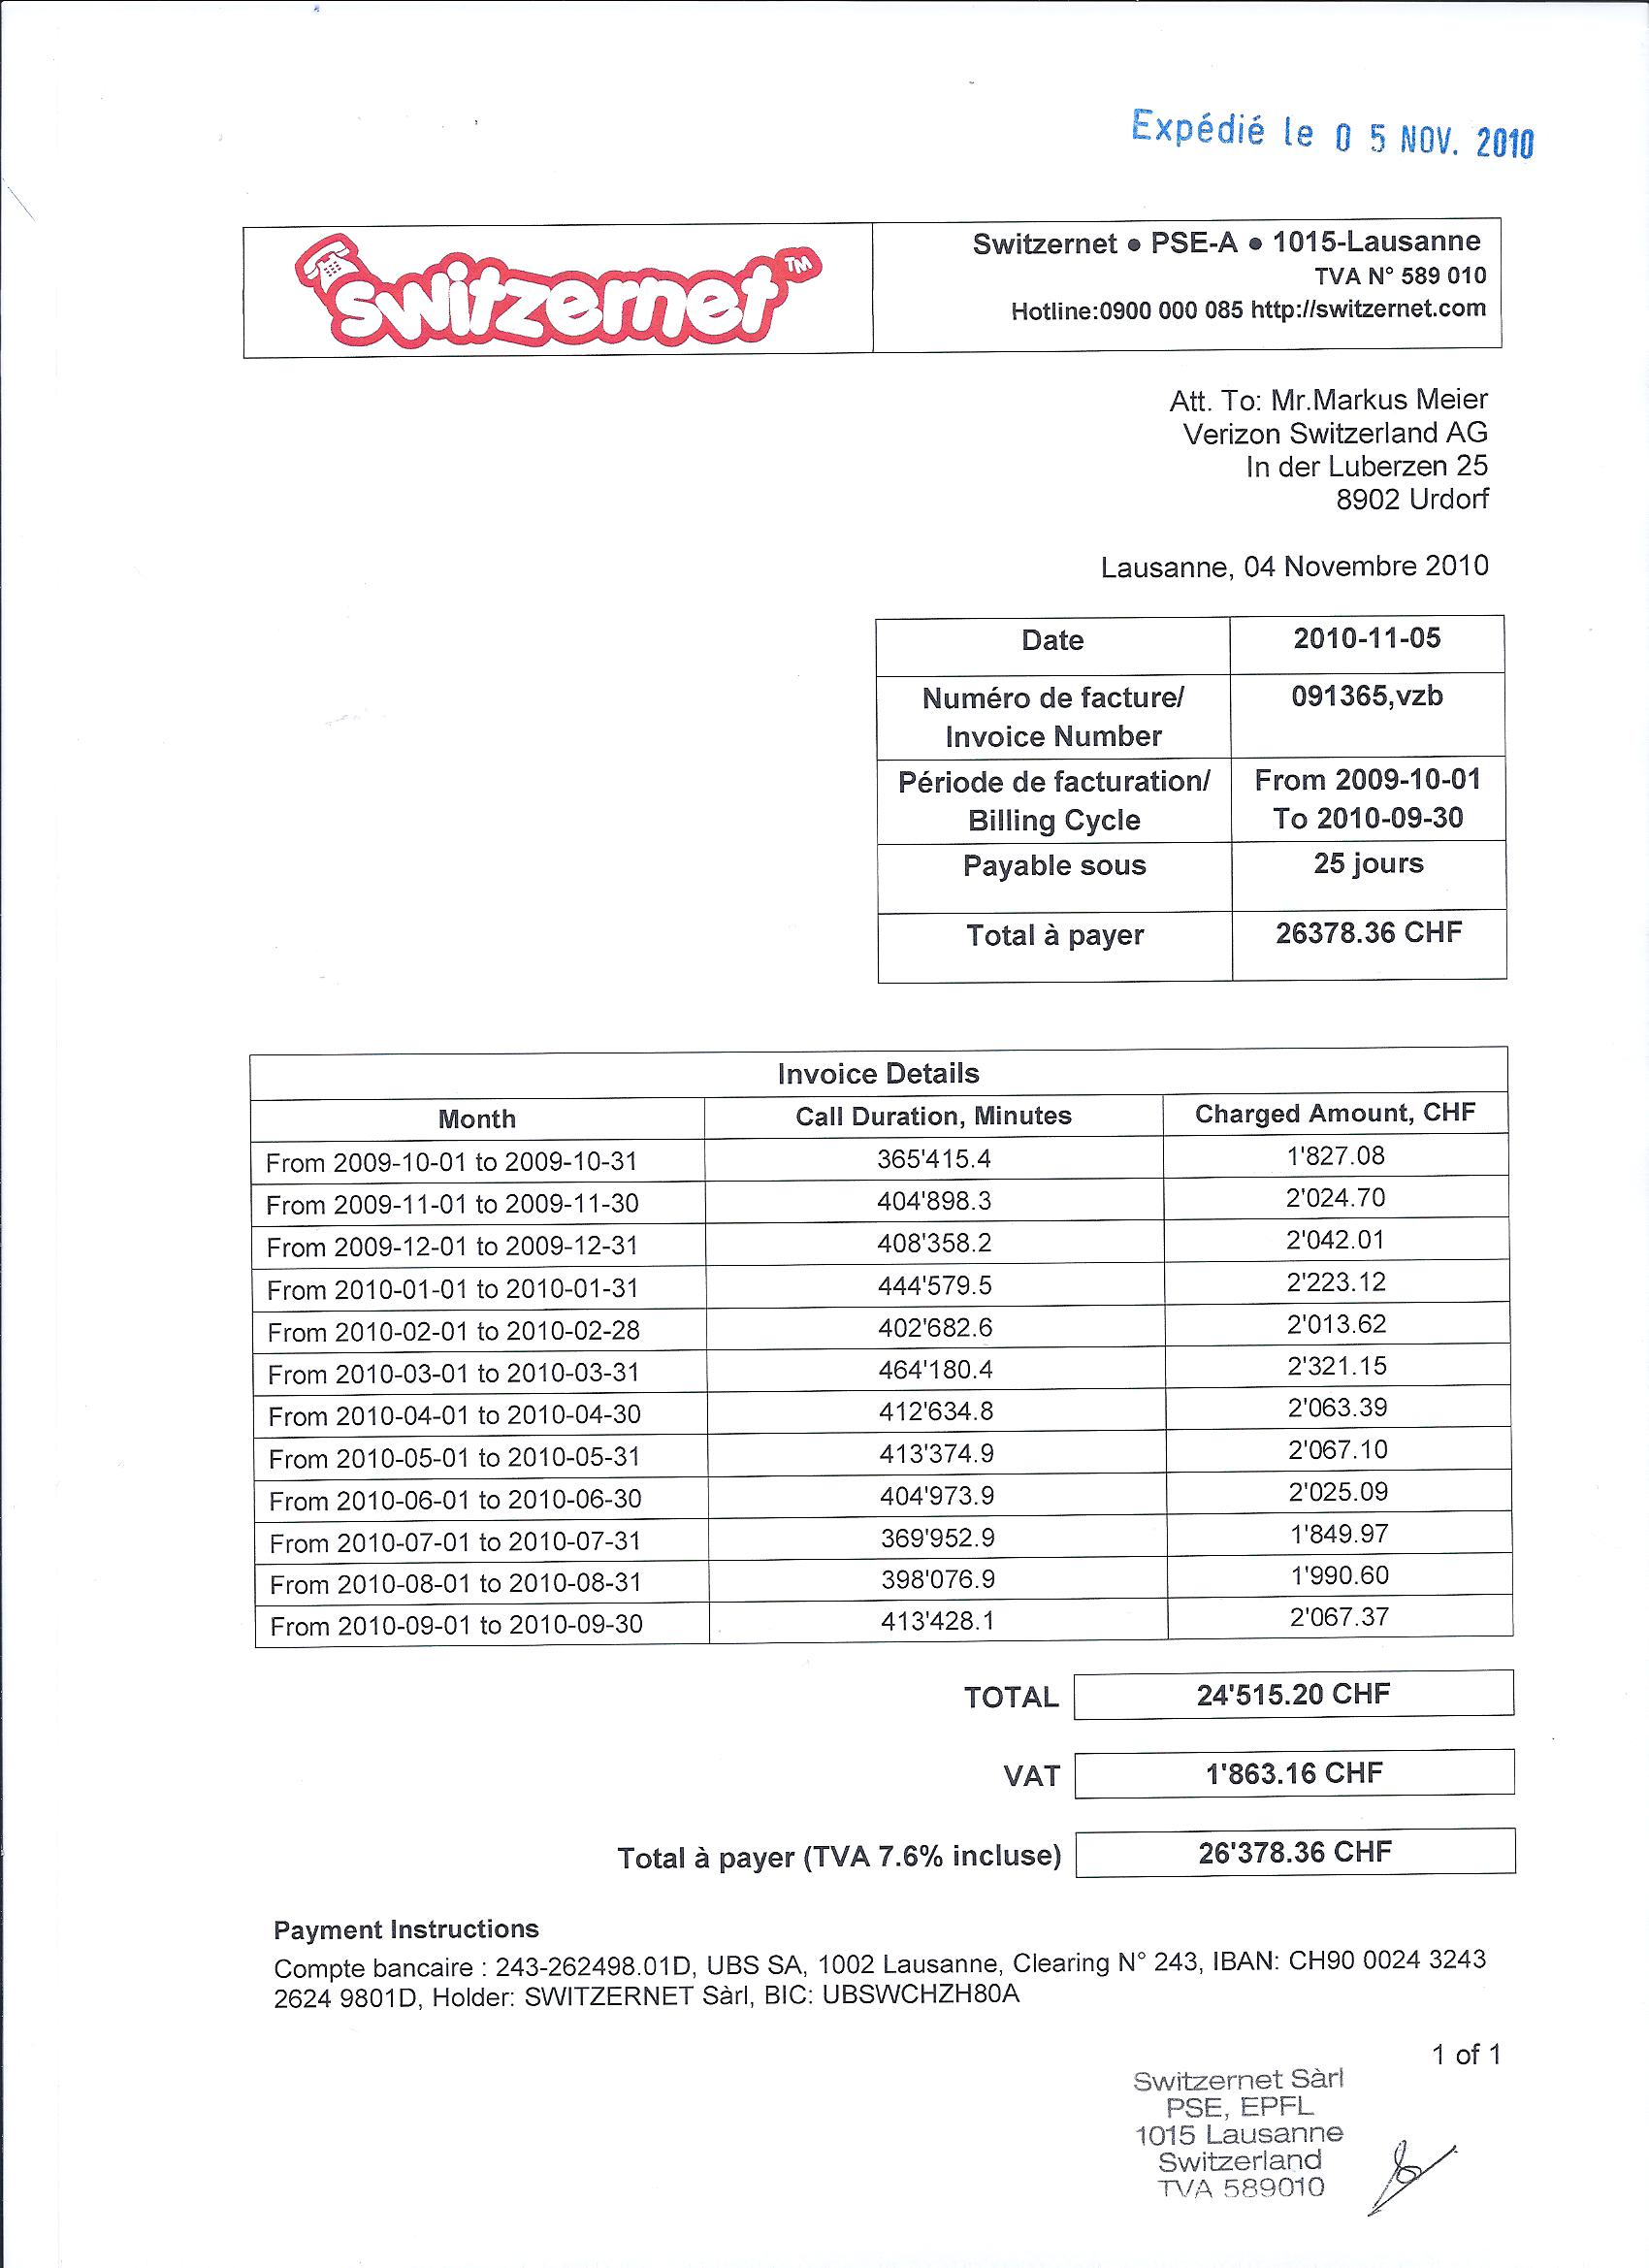 Expédié le 0 5 NOV. 2010
switzernet TM
Switzernet ● PSE-A ● 1015-Lausanne
TVA N° 589 010
Hotline:0900 000 085 http://switzernet.com
Att. To: Mr.Markus Meier
Verizon Switzerland AG
In der Luberzen 25
8902 Urdorf
Lausanne, 04 Novembre 2010
Date 2010-11-05
Numéro de facture/ 091365,vzb
Invoice Number
Période de facturation/ From 2009-10-01
Billing Cycle To 2010-09-30
Payable sous 25 jours
Total à payer 26378.36 CHF
Invoice Details
Month Call Duration, Minutes Charged Amount, CHF
From 2009-10-01 to 2009-10-31 365'415.4 1'827.08
From 2009-11-01 to 2009-11-30 404'898.3 2'024.70
From 2009-12-01 to 2009-12-31 408'358.2 2'042.01
From 2010-01-01 to 2010-01-31 444'579.5 2'223.12
From 2010-02-01 to 2010-02-28 402'682.6 2'013.62
From 2010-03-01 to 2010-03-31 464'180.4 2'321.15
From 2010-04-01 to 2010-04-30 412'634.8 2'063.39
From 2010-05-01 to 2010-05-31 413'374.9 2'067.10
From 2010-06-01 to 2010-06-30 404'973.9 2'025.09
From 2010-07-01 to 2010-07-31 369'952.9 1'849.97
From 2010-08-01 to 2010-08-31 398'076.9 1'990.60
From 2010-09-01 to 2010-09-30 413'428.1 2'067.37
TOTAL 24'515.20 CHF
VAT 1'863.16 CHF
Total à payer (TVA 7.6% incluse) 26'378.36 CHF
Payment Instructions
Compte bancaire : 243-262498.01D, UBS SA, 1002 Lausanne, Clearing N° 243, IBAN: CH90 0024 3243
2624 9801D, Holder: SWITZERNET Sàrl, BIC: UBSWCHZH80A
1 of 1
Switzernet Sàrl
PSE, EPFL
1015 Lausanne
Switzerland
TVA 589010